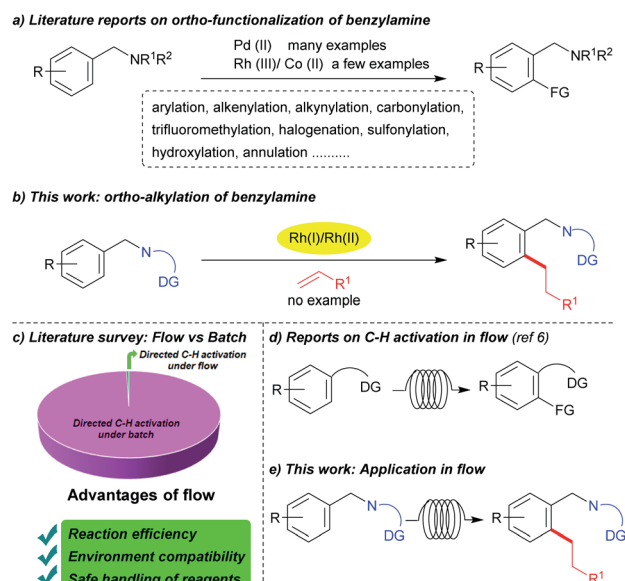 a) Literature reports on ortho-functionalization of benzylamine
R
NR¹R²
Pd (II) many examples
Rh (III)/ Co (II) a few examples
R
NR¹R²
FG
arylation, alkenylation, alkynylation, carbonylation,
trifluoromethylation, halogenation, sulfonylation,
hydroxylation, annulation ..........
b) This work: ortho-alkylation of benzylamine
R
N
DG
Rh(I)/Rh(II)
R¹
no example
R
N
DG
R¹
c) Literature survey: Flow vs Batch
Directed C-H activation
under flow
Directed C-H activation
under batch
Advantages of flow
Reaction efficiency
Environment compatibility
Safe handling of reagents
d) Reports on C-H activation in flow (ref 6)
R
DG
R
DG
FG
e) This work: Application in flow
R
N
DG
R
N
DG
R¹